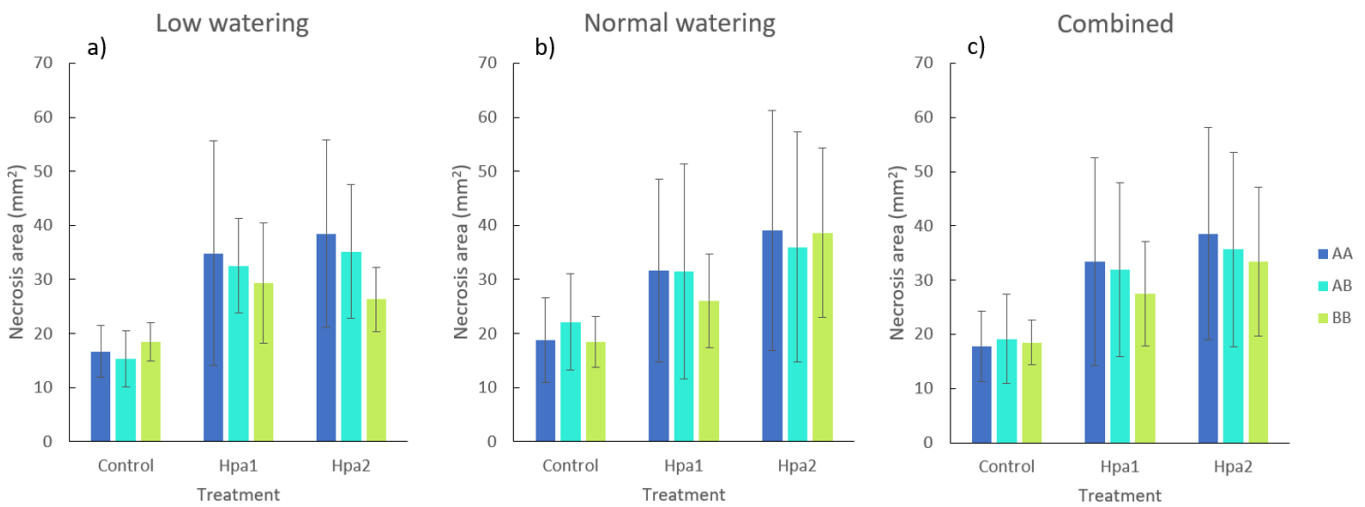 Low watering
a)
70
60
50
40
30
20
10
0
Necrosis area (mm²)
Control Hpa1 Hpa2
Treatment
Normal watering
b)
70
60
50
40
30
20
10
0
Necrosis area (mm²)
Control Hpa1 Hpa2
Treatment
Combined
c)
70
60
50
40
30
20
10
0
Necrosis area (mm²)
Control Hpa1 Hpa2
Treatment
AA
AB
BB